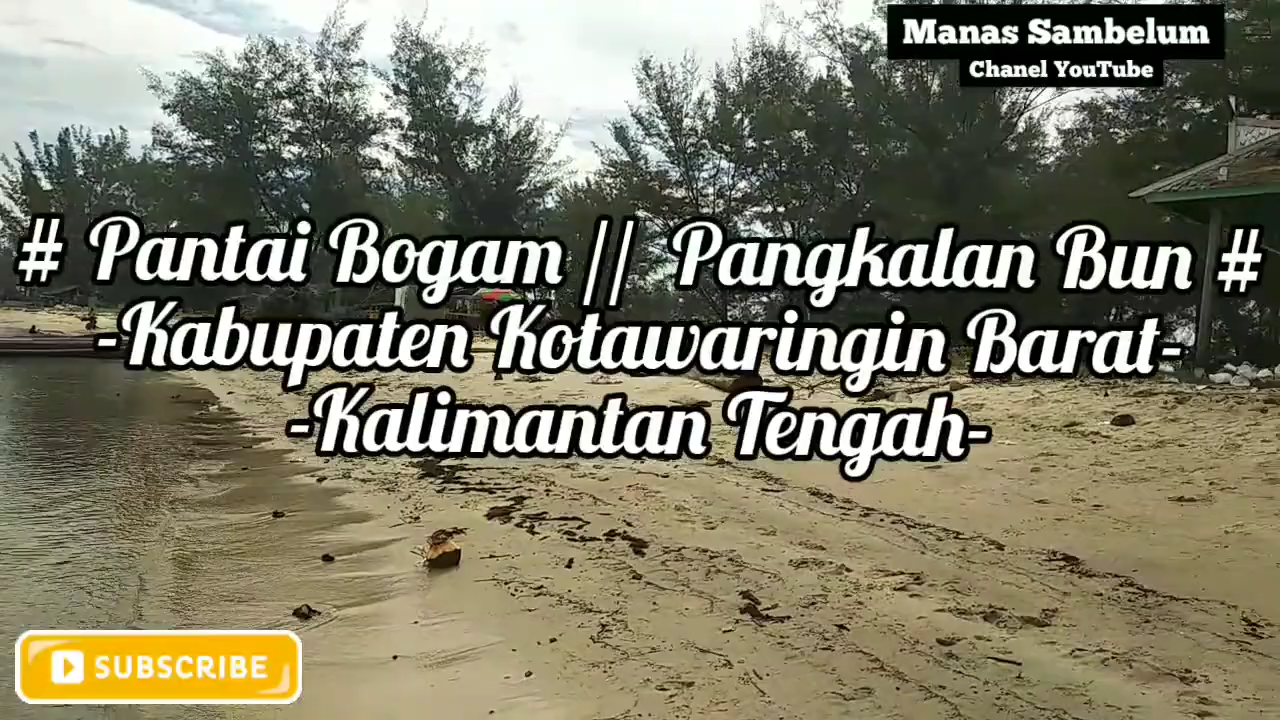 Manas Sambelum
Chanel YouTube
# Pantai Bogam // Pangkalan Bun #
-Kabupaten Kotawaringin Barat-
-Kalimantan Tengah-
SUBSCRIBE